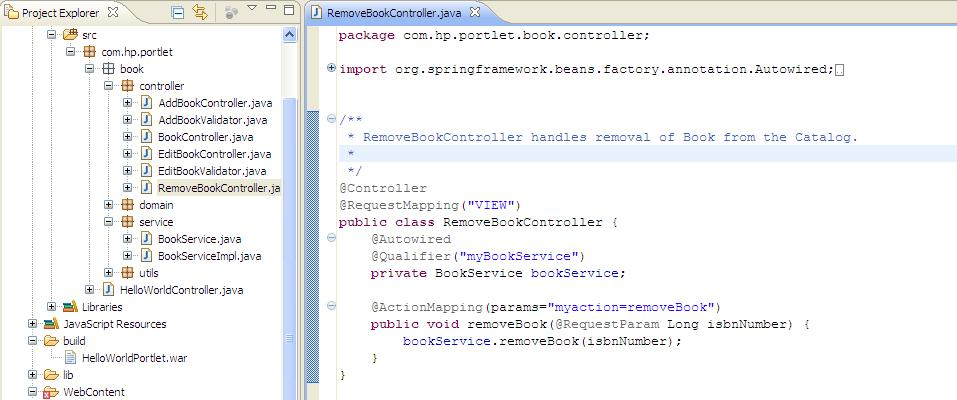 Project Explorer
src
com.hp.portlet
book
controller
AddBookController.java
AddBookValidator.java
BookController.java
EditBookController.java
EditBookValidator.java
RemoveBookController.ja
domain
service
BookService.java
BookServiceImpl.java
utils
HelloWorldController.java
Libraries
JavaScript Resources
build
HelloWorldPortlet.war
lib
WebContent
RemoveBookController.java
package com.hp.portlet.book.controller;
import org.springframework.beans.factory.annotation.Autowired;
/**
* RemoveBookController handles removal of Book from the Catalog.
*
*/
@Controller
@RequestMapping("VIEW")
public class RemoveBookController {
@Autowired
@Qualifier("myBookService")
private BookService bookService;
@ActionMapping(params="myaction=removeBook")
public void removeBook(@RequestParam Long isbnNumber) {
bookService.removeBook(isbnNumber);
}
}